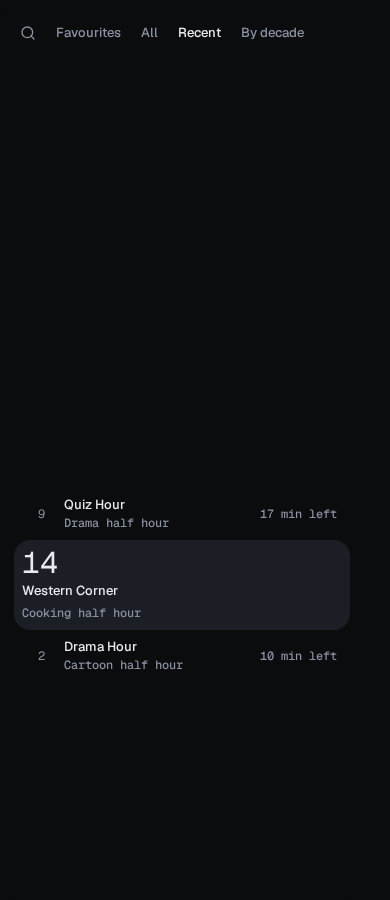 Favourites All Recent By decade
9 Quiz Hour 17 min left
Drama half hour
14
Western Corner
Cooking half hour
2 Drama Hour 10 min left
Cartoon half hour